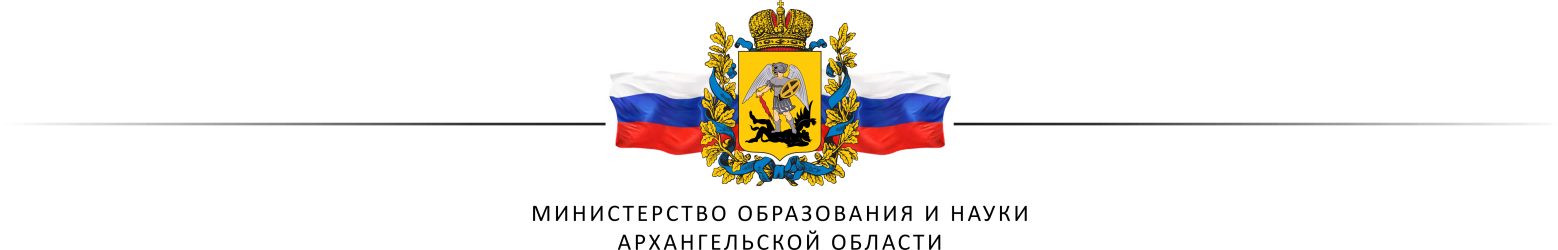 МИНИСТЕРСТВО ОБРАЗОВАНИЯ И НАУКИ
АРХАНГЕЛЬСКОЙ ОБЛАСТИ